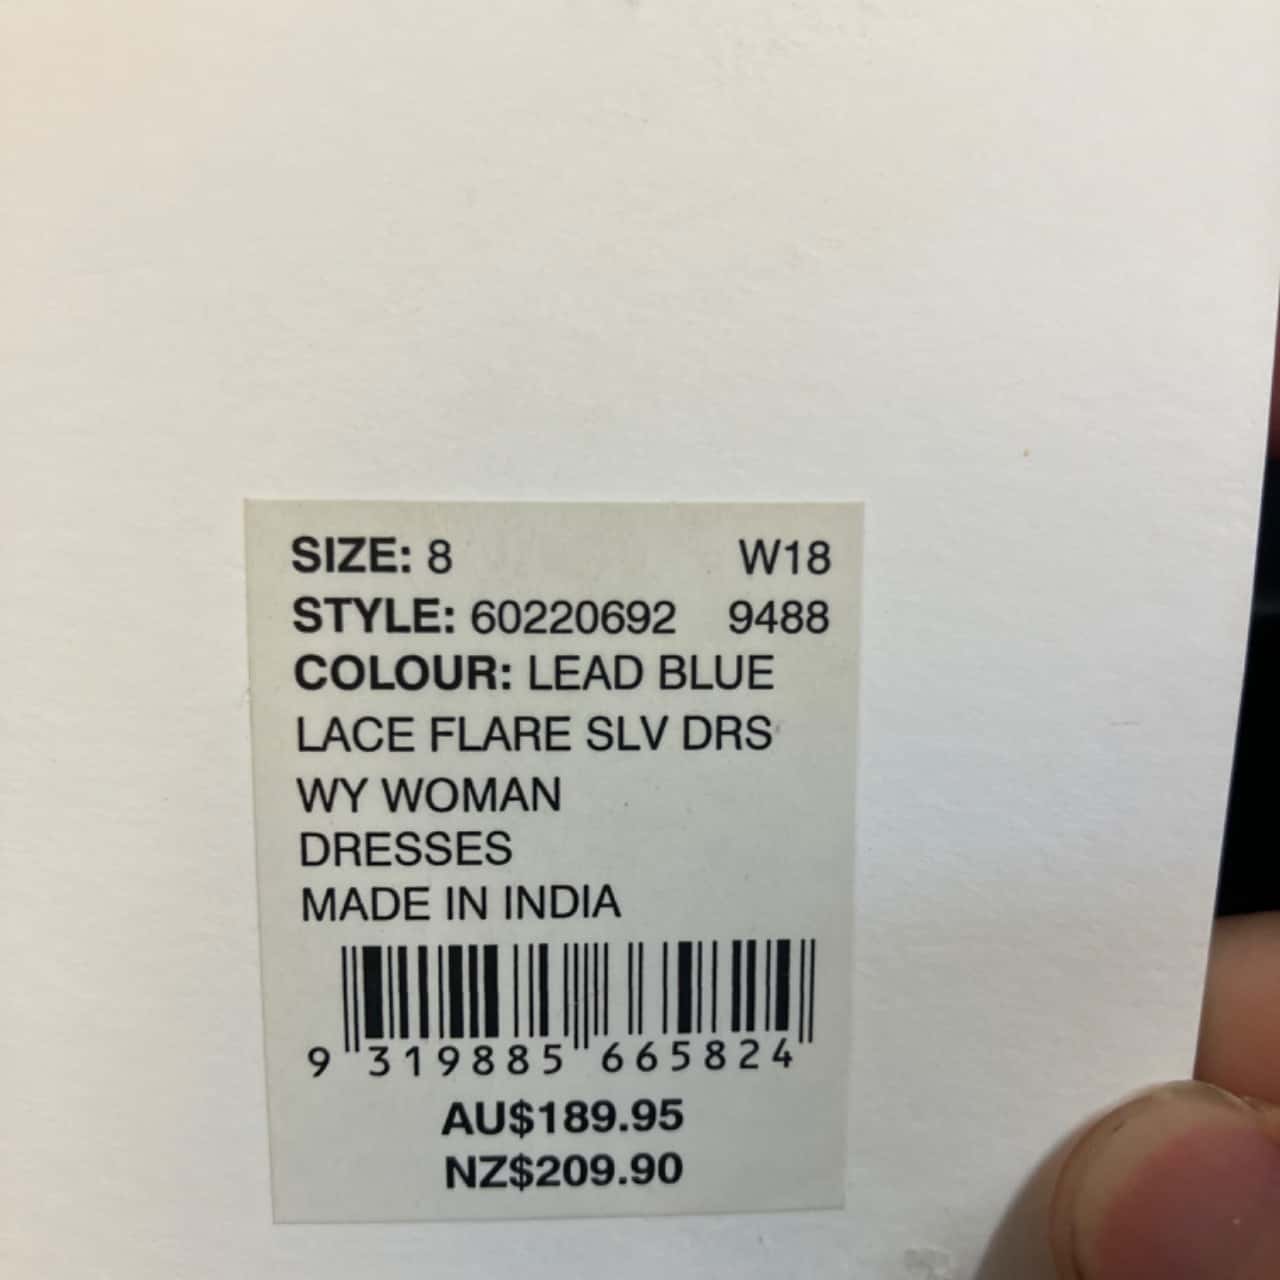 SIZE: 8 W18
STYLE: 60220692 9488
COLOUR: LEAD BLUE
LACE FLARE SLV DRS
WY WOMAN
DRESSES
MADE IN INDIA
9 319885 665824
AU$189.95
NZ$209.90